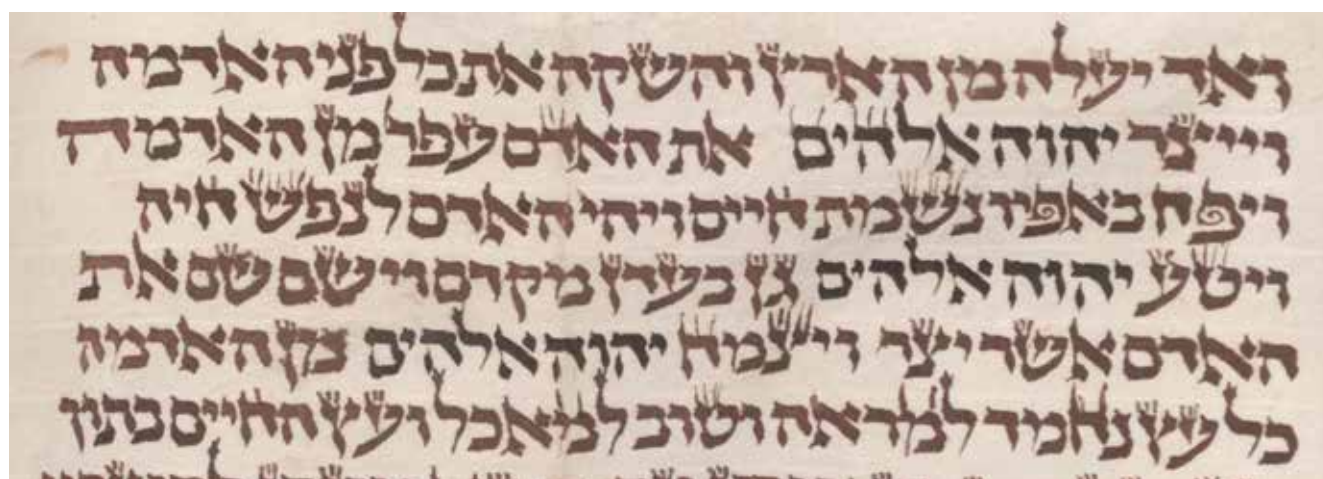 ואד יעלה מן הארץ והשקה את כל פני האדמה
וייצר יהוה אלהים את האדם עפר מן האדמה
ויפח באפיו נשמת חיים ויהי האדם לנפש חיה
ויטע יהוה אלהים גן בעדן מקדם וישם שם את
האדם אשר יצר ויצמח יהוה אלהים מן האדמה
כל עץ נחמד למראה וטוב למאכל ועץ החיים בתוך